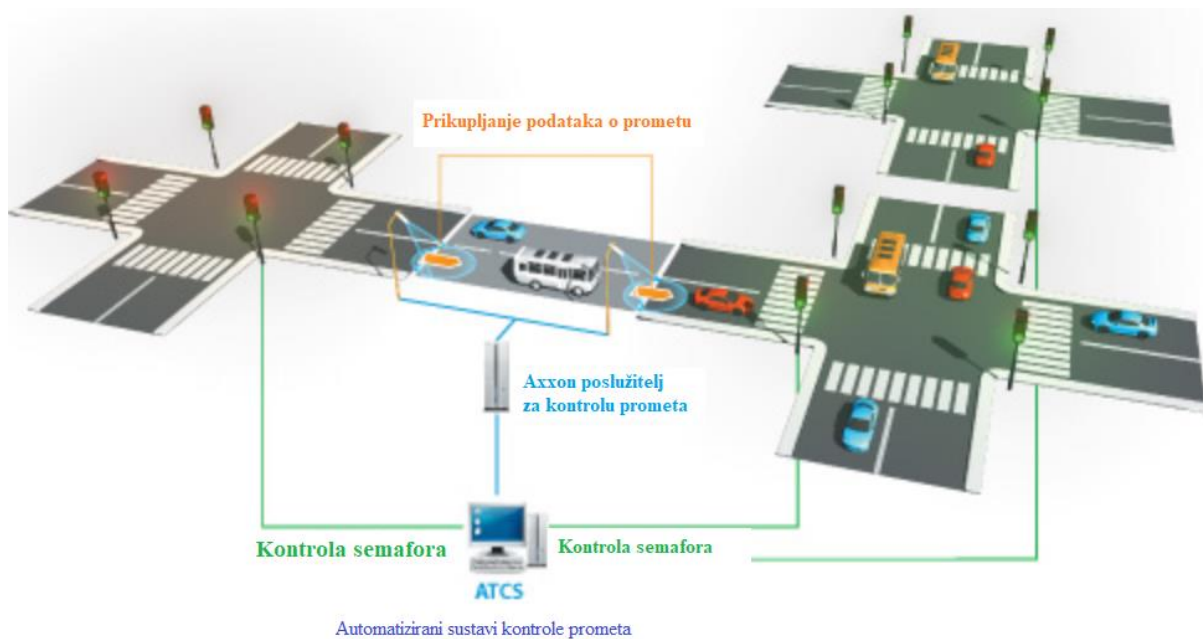 Prikupljanje podataka o prometu
Axxon poslužitelj
za kontrolu prometa
Kontrola semafora
Kontrola semafora
ATCS
Automatizirani sustavi kontrole prometa